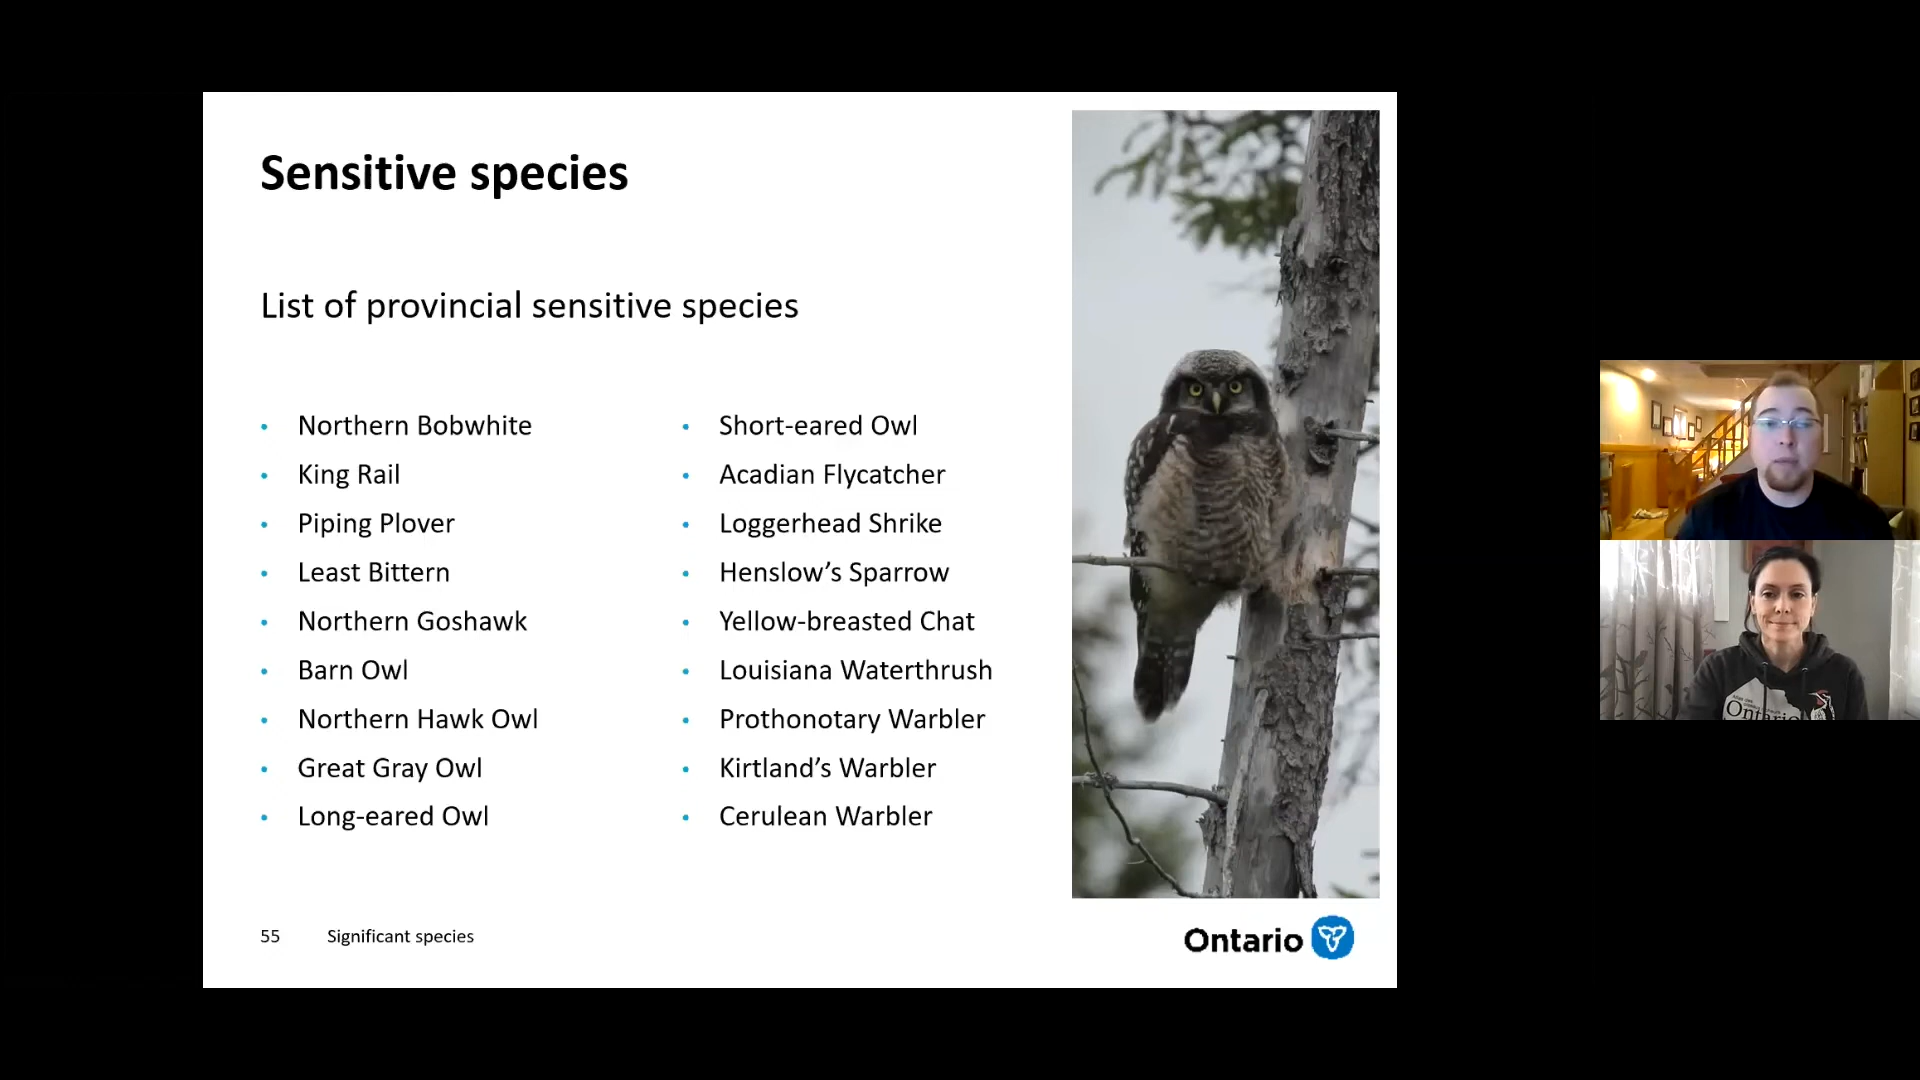 Sensitive species
List of provincial sensitive species
• Northern Bobwhite
• King Rail
• Piping Plover
• Least Bittern
• Northern Goshawk
• Barn Owl
• Northern Hawk Owl
• Great Gray Owl
• Long-eared Owl
• Short-eared Owl
• Acadian Flycatcher
• Loggerhead Shrike
• Henslow’s Sparrow
• Yellow-breasted Chat
• Louisiana Waterthrush
• Prothonotary Warbler
• Kirtland’s Warbler
• Cerulean Warbler
55 Significant species
Ontario
Ontario